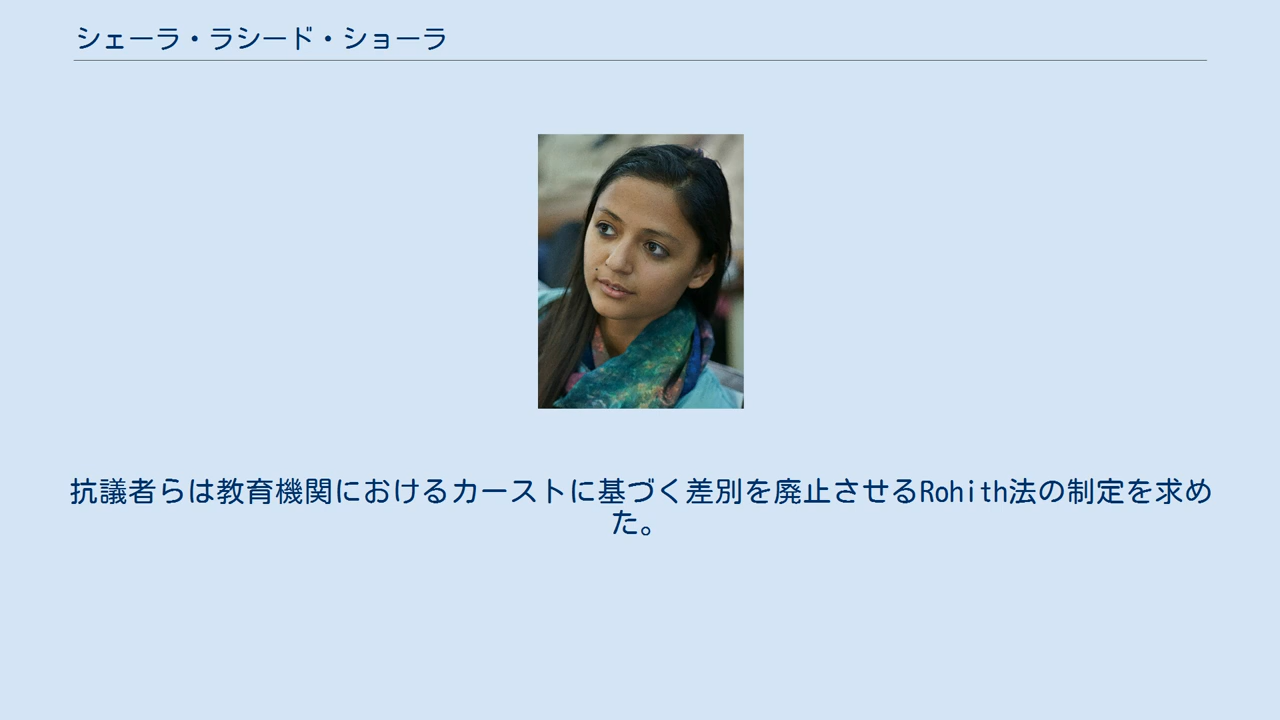 シェーラ・ラシード・ショーラ
抗議者らは教育機関におけるカーストに基づく差別を廃止させるRohith法の制定を求め
た。